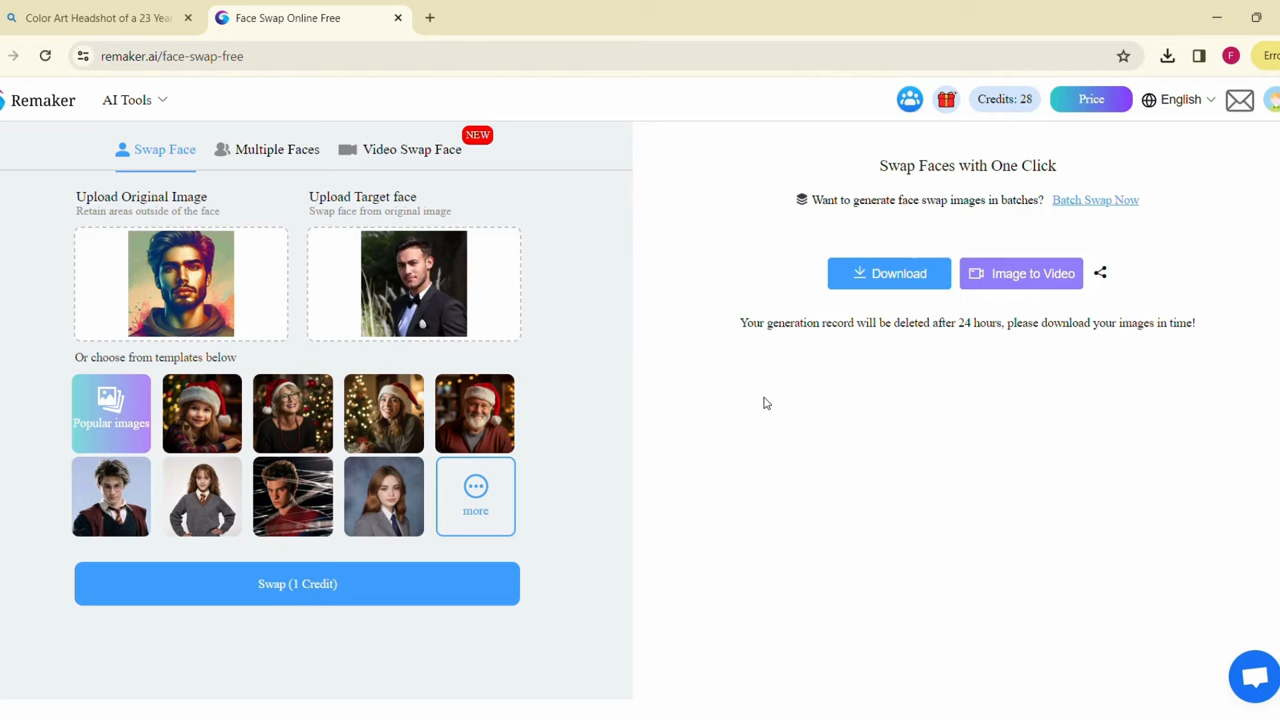 Color Art Headshot of a 23 Yea
Face Swap Online Free
remaker.ai/face-swap-free
F
Remaker
AI Tools
Credits: 28
Price
English
Swap Face
Multiple Faces
Video Swap Face
NEW
Upload Original Image
Retain areas outside of the face
Upload Target face
Swap face from original image
Or choose from templates below
Popular images
more
Swap (1 Credit)
Swap Faces with One Click
Want to generate face swap images in batches? Batch Swap Now
Download
Image to Video
Your generation record will be deleted after 24 hours, please download your images in time!